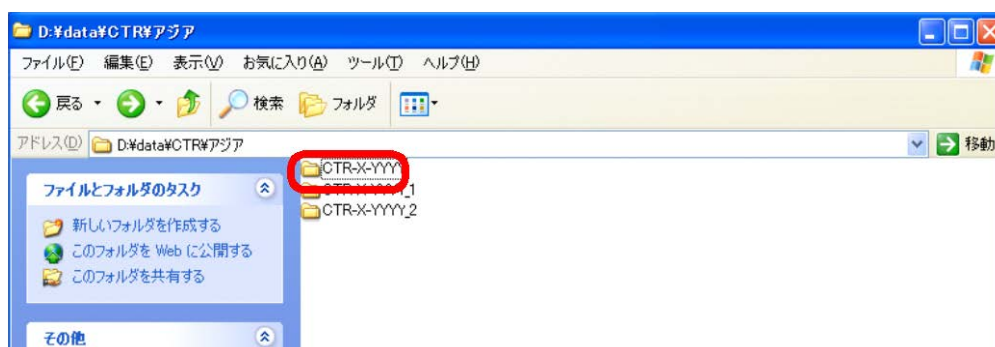 D:¥data¥CTR¥アジア
ファイル(F) 編集(E) 表示(V) お気に入り(A) ツール(T) ヘルプ(H)
戻る 検索 フォルダ
アドレス(D) D:¥data¥CTR¥アジア 移動
CTR-X-YYYY
ファイルとフォルダのタスク
CTR-X-YYYY_1
CTR-X-YYYY_2
新しいフォルダを作成する
このフォルダを Web に公開する
このフォルダを共有する
その他